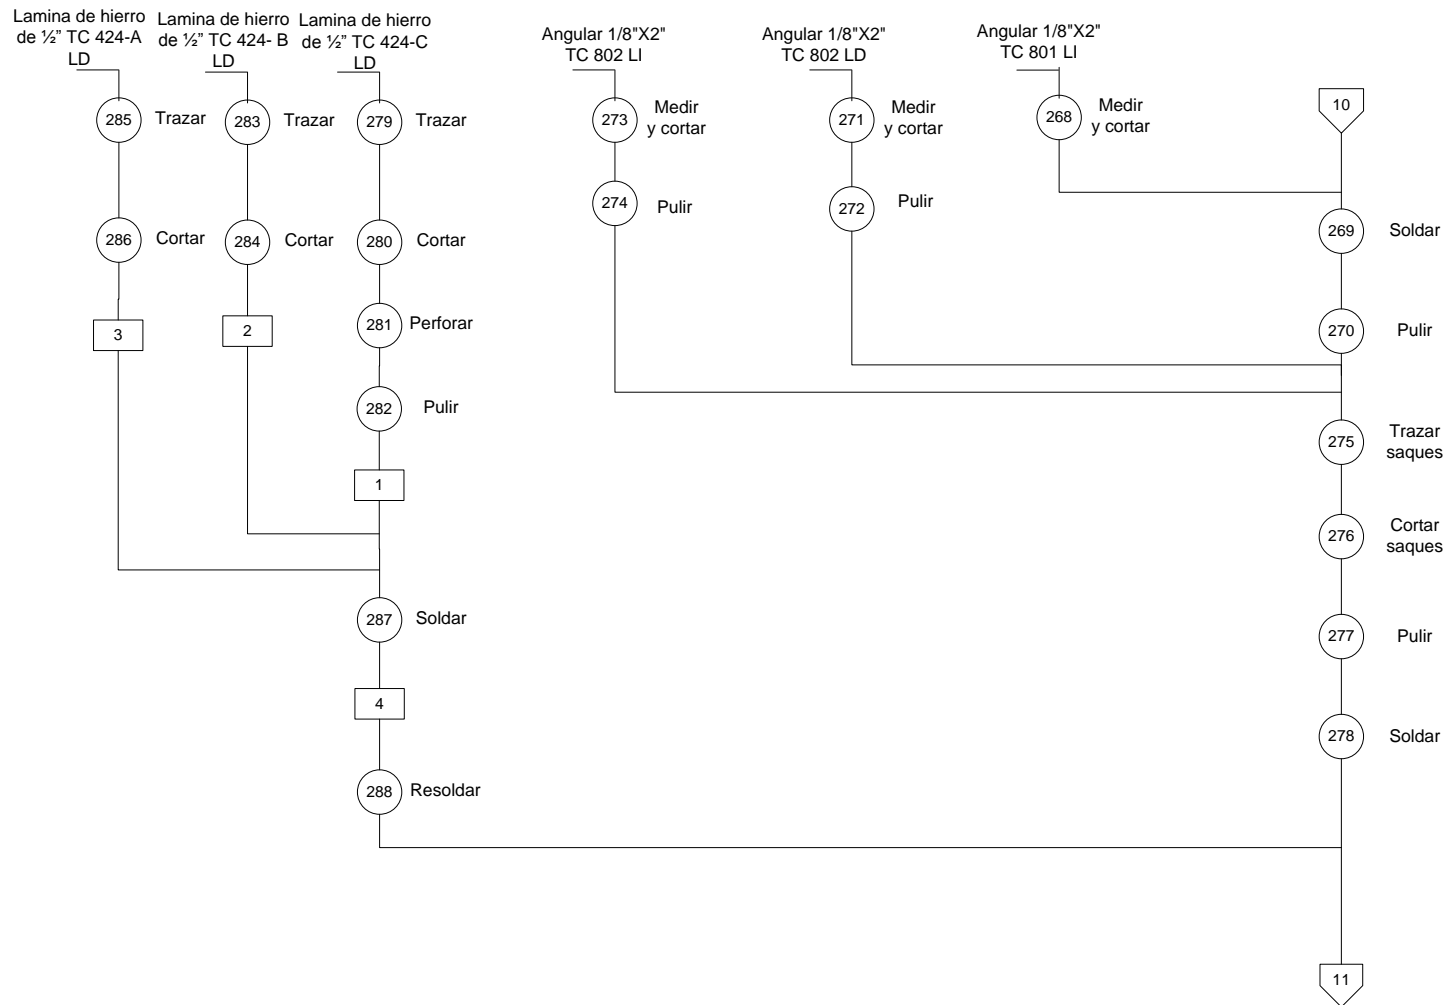 Lamina de hierro
de ½” TC 424-A
LD
Lamina de hierro
de ½” TC 424- B
LD
Lamina de hierro
de ½” TC 424-C
LD
Angular 1/8"X2"
TC 802 LI
Angular 1/8"X2"
TC 802 LD
Angular 1/8"X2"
TC 801 LI
10
285
Trazar
283
Trazar
279
Trazar
273
Medir
y cortar
271
Medir
y cortar
268
Medir
y cortar
274
Pulir
272
Pulir
269
Soldar
286
Cortar
284
Cortar
280
Cortar
3
2
281
Perforar
270
Pulir
282
Pulir
275
Trazar
saques
1
276
Cortar
saques
287
Soldar
277
Pulir
4
278
Soldar
288
Resoldar
11